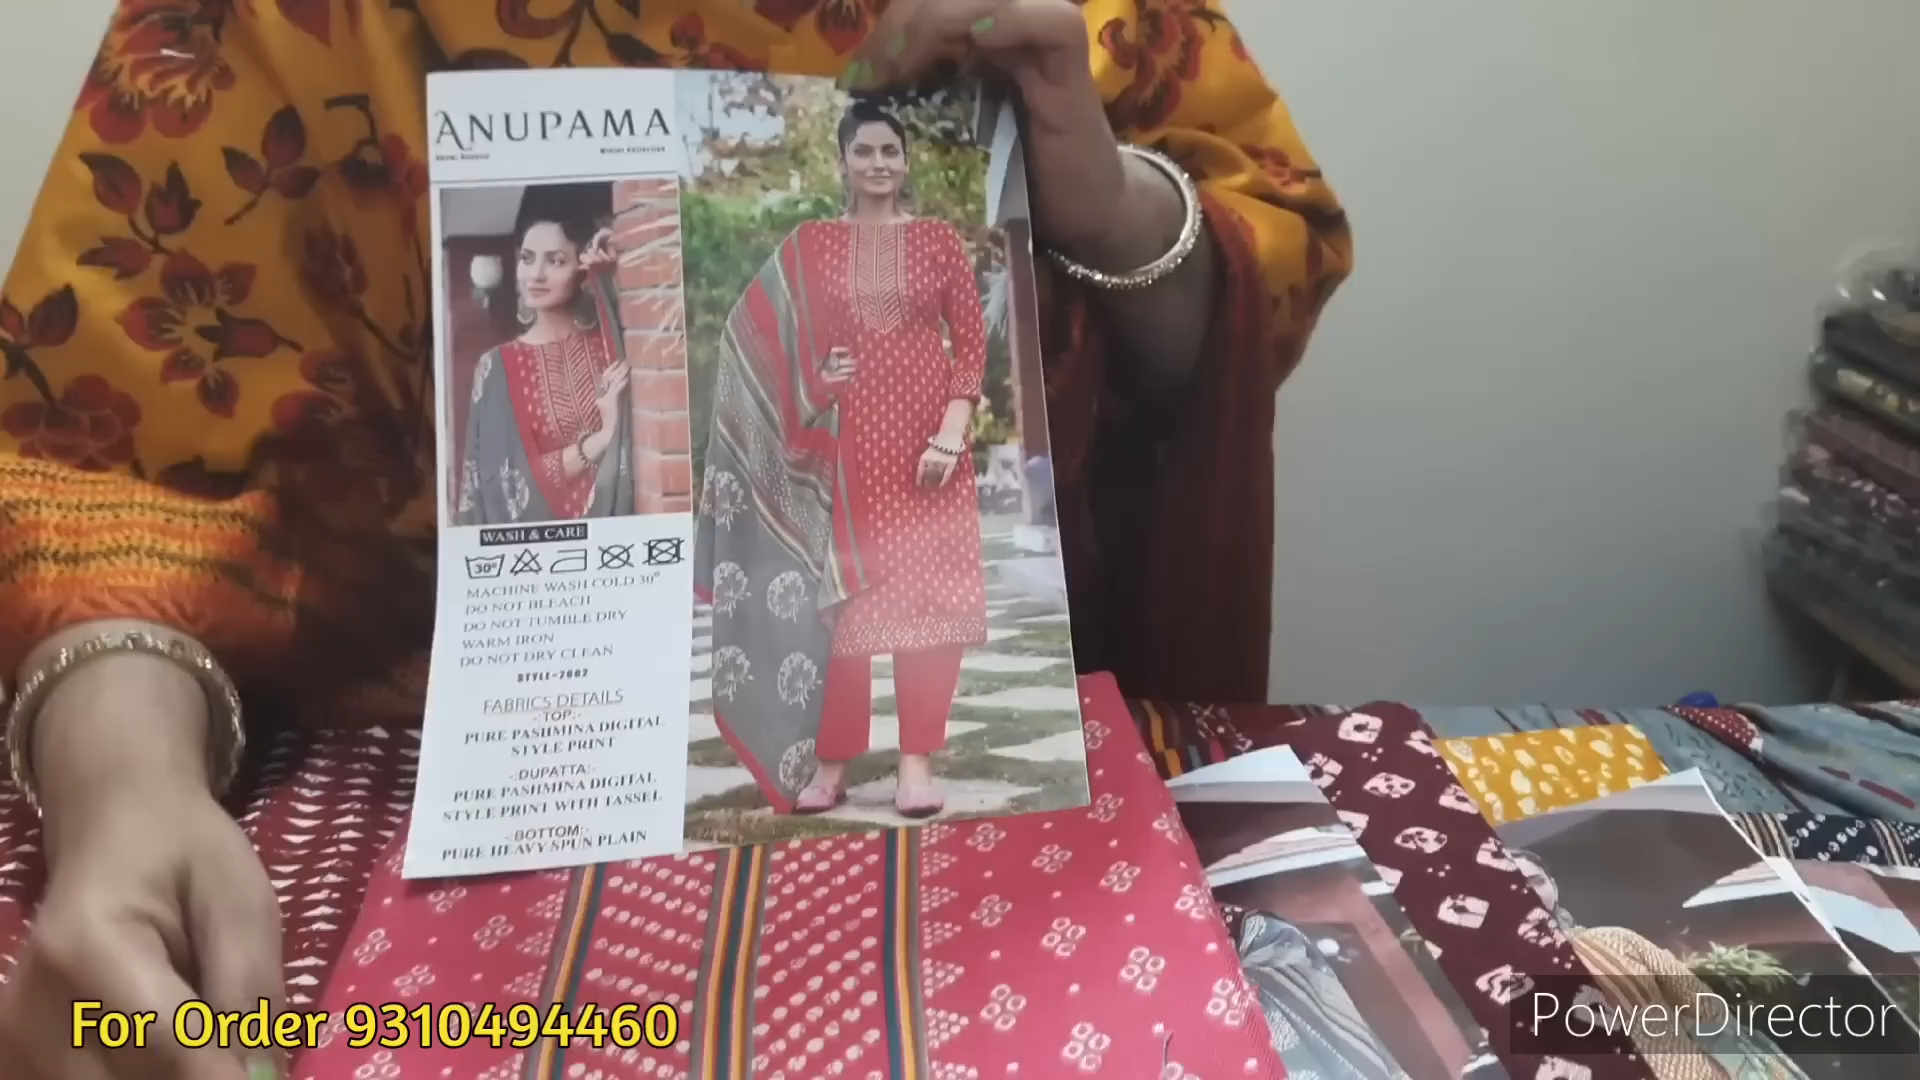 ANUPAMA
WASH & CARE
30°
MACHINE WASH COLD 30°
DO NOT BLEACH
DO NOT TUMBLE DRY
WARM IRON
DO NOT DRY CLEAN
STYLE-7002
FABRICS DETAILS
-:TOP:-
PURE PASHMINA DIGITAL
STYLE PRINT
-:DUPATTA:-
PURE PASHMINA DIGITAL
STYLE PRINT WITH TASSEL
-:BOTTOM:-
PURE HEAVY SPUN PLAIN
For Order 9310494460
PowerDirector